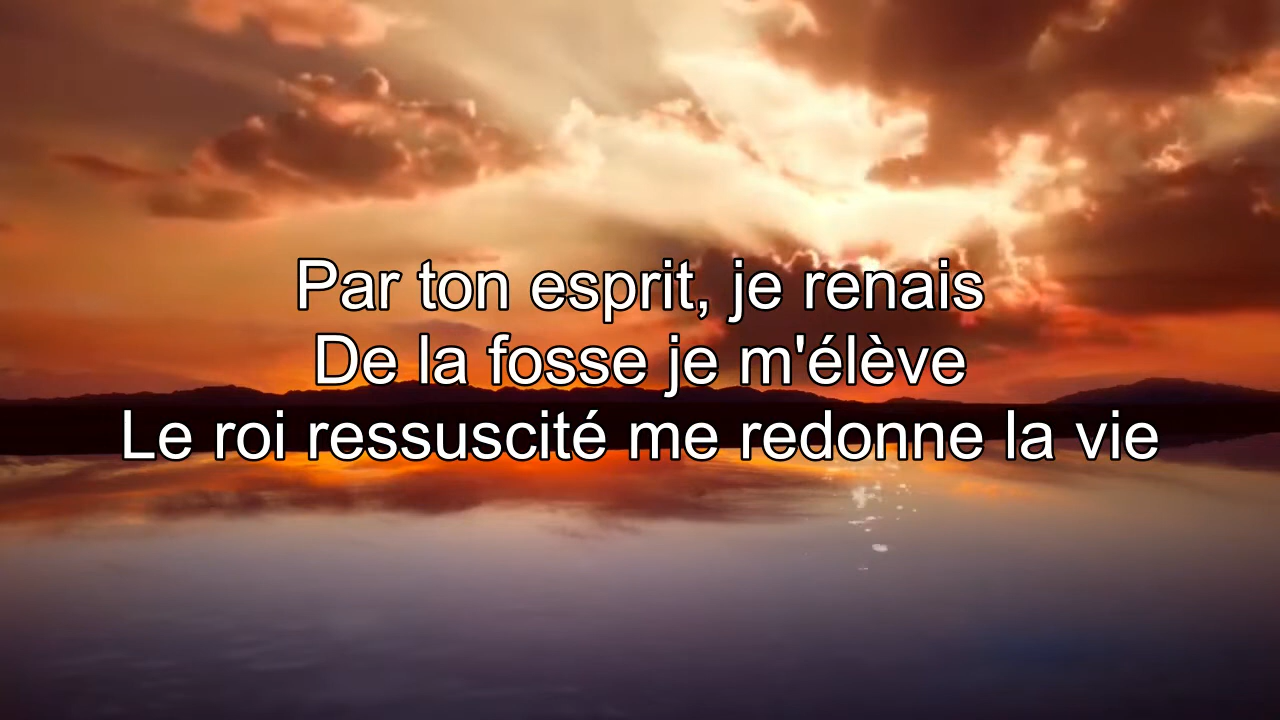 Par ton esprit, je renais
De la fosse je m'élève
Le roi ressuscité me redonne la vie